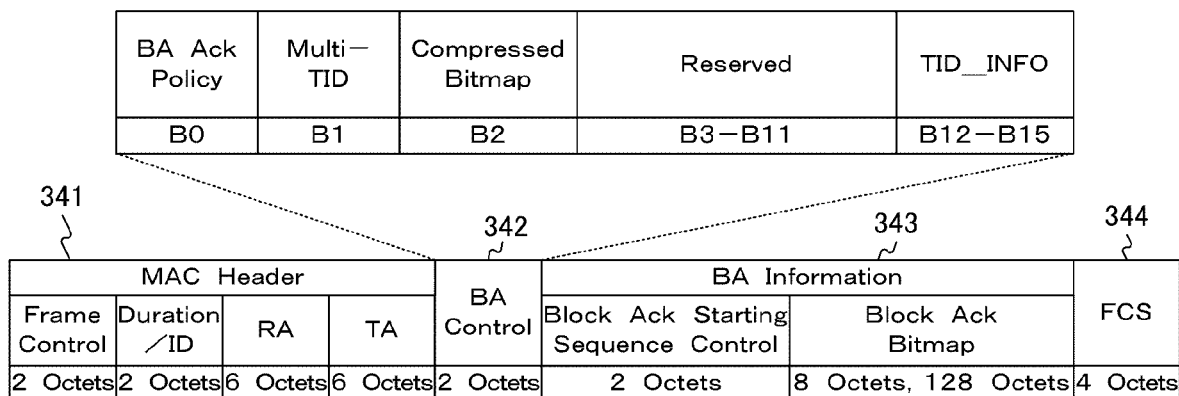 BA Ack Policy
Multi-TID
Compressed Bitmap
Reserved
TID__INFO
B0
B1
B2
B3-B11
B12-B15
341
342
343
344
MAC Header
BA Control
BA Information
FCS
Frame Control
Duration/ID
RA
TA
Block Ack Starting Sequence Control
Block Ack Bitmap
2 Octets
2 Octets
6 Octets
6 Octets
2 Octets
2 Octets
8 Octets, 128 Octets
4 Octets